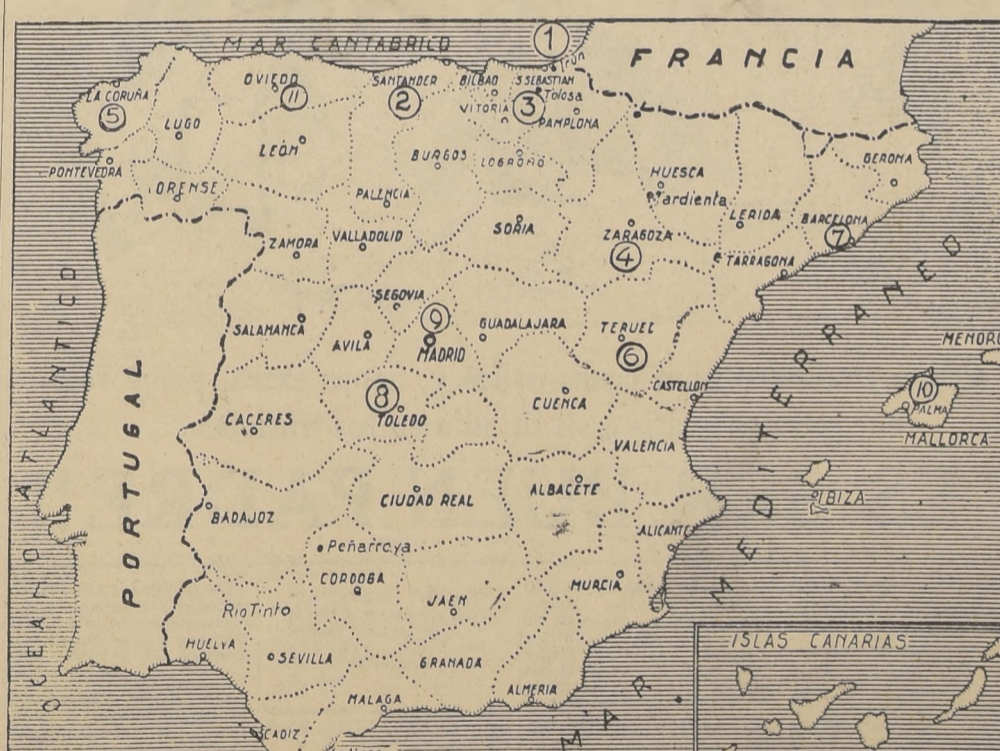 1
MAR CANTABRICO
FRANCIA
Irún
OVIEDO
SANTANDER
BILBAO
S SEBASTIAN
LA CORUÑA
11
2
3
Tolosa
VITORIA
5
LUGO
PAMPLONA
LEÓN
BURGOS
LOGROÑO
GERONA
PONTEVEDRA
ORENSE
PALENCIA
HUESCA
Tardienta
LERIDA
BARCELONA
ZAMORA
VALLADOLID
SORIA
ZARAGOZA
7
4
TARRAGONA
SEGOVIA
9
SALAMANCA
AVILA
MADRID
GUADALAJARA
TERUEL
6
MENOR
8
TOLEDO
CUENCA
CASTELLON
10
PALMA
MALLORCA
CACERES
VALENCIA
PORTUGAL
OCEANO ATLANTICO
MAR MEDITERRANEO
BADAJOZ
CIUDAD REAL
ALBACETE
IBIZA
ALICANTE
Peñarroya
CORDOBA
MURCIA
Rio Tinto
JAEN
HUELVA
SEVILLA
GRANADA
ISLAS CANARIAS
MALAGA
ALMERIA
CADIZ